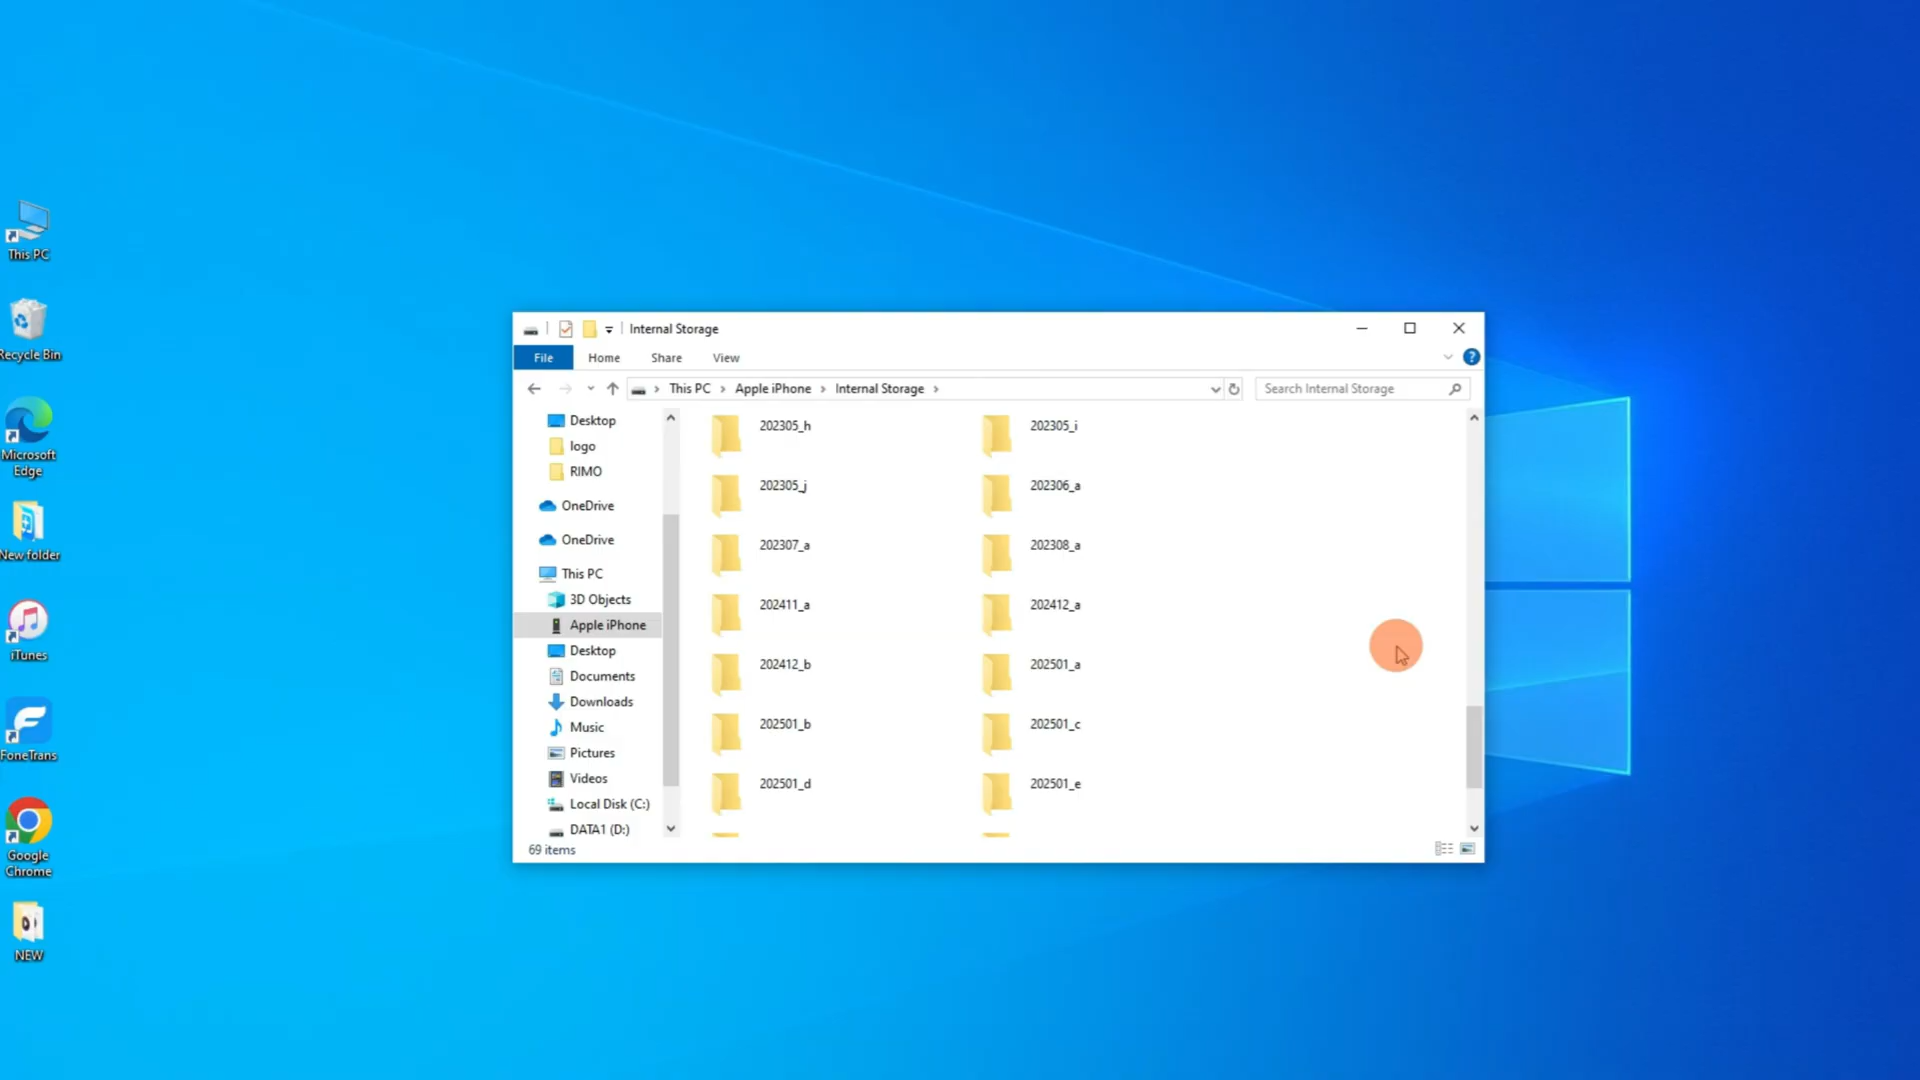 This PC
Recycle Bin
Microsoft
Edge
New folder
iTunes
FoneTrans
Google
Chrome
NEW
Internal Storage
File Home Share View
This PC Apple iPhone Internal Storage
Search Internal Storage
Desktop
logo
RIMO
OneDrive
OneDrive
This PC
3D Objects
Apple iPhone
Desktop
Documents
Downloads
Music
Pictures
Videos
Local Disk (C:)
DATA1 (D:)
202305_h 202305_i
202305_j 202306_a
202307_a 202308_a
202411_a 202412_a
202412_b 202501_a
202501_b 202501_c
202501_d 202501_e
69 items